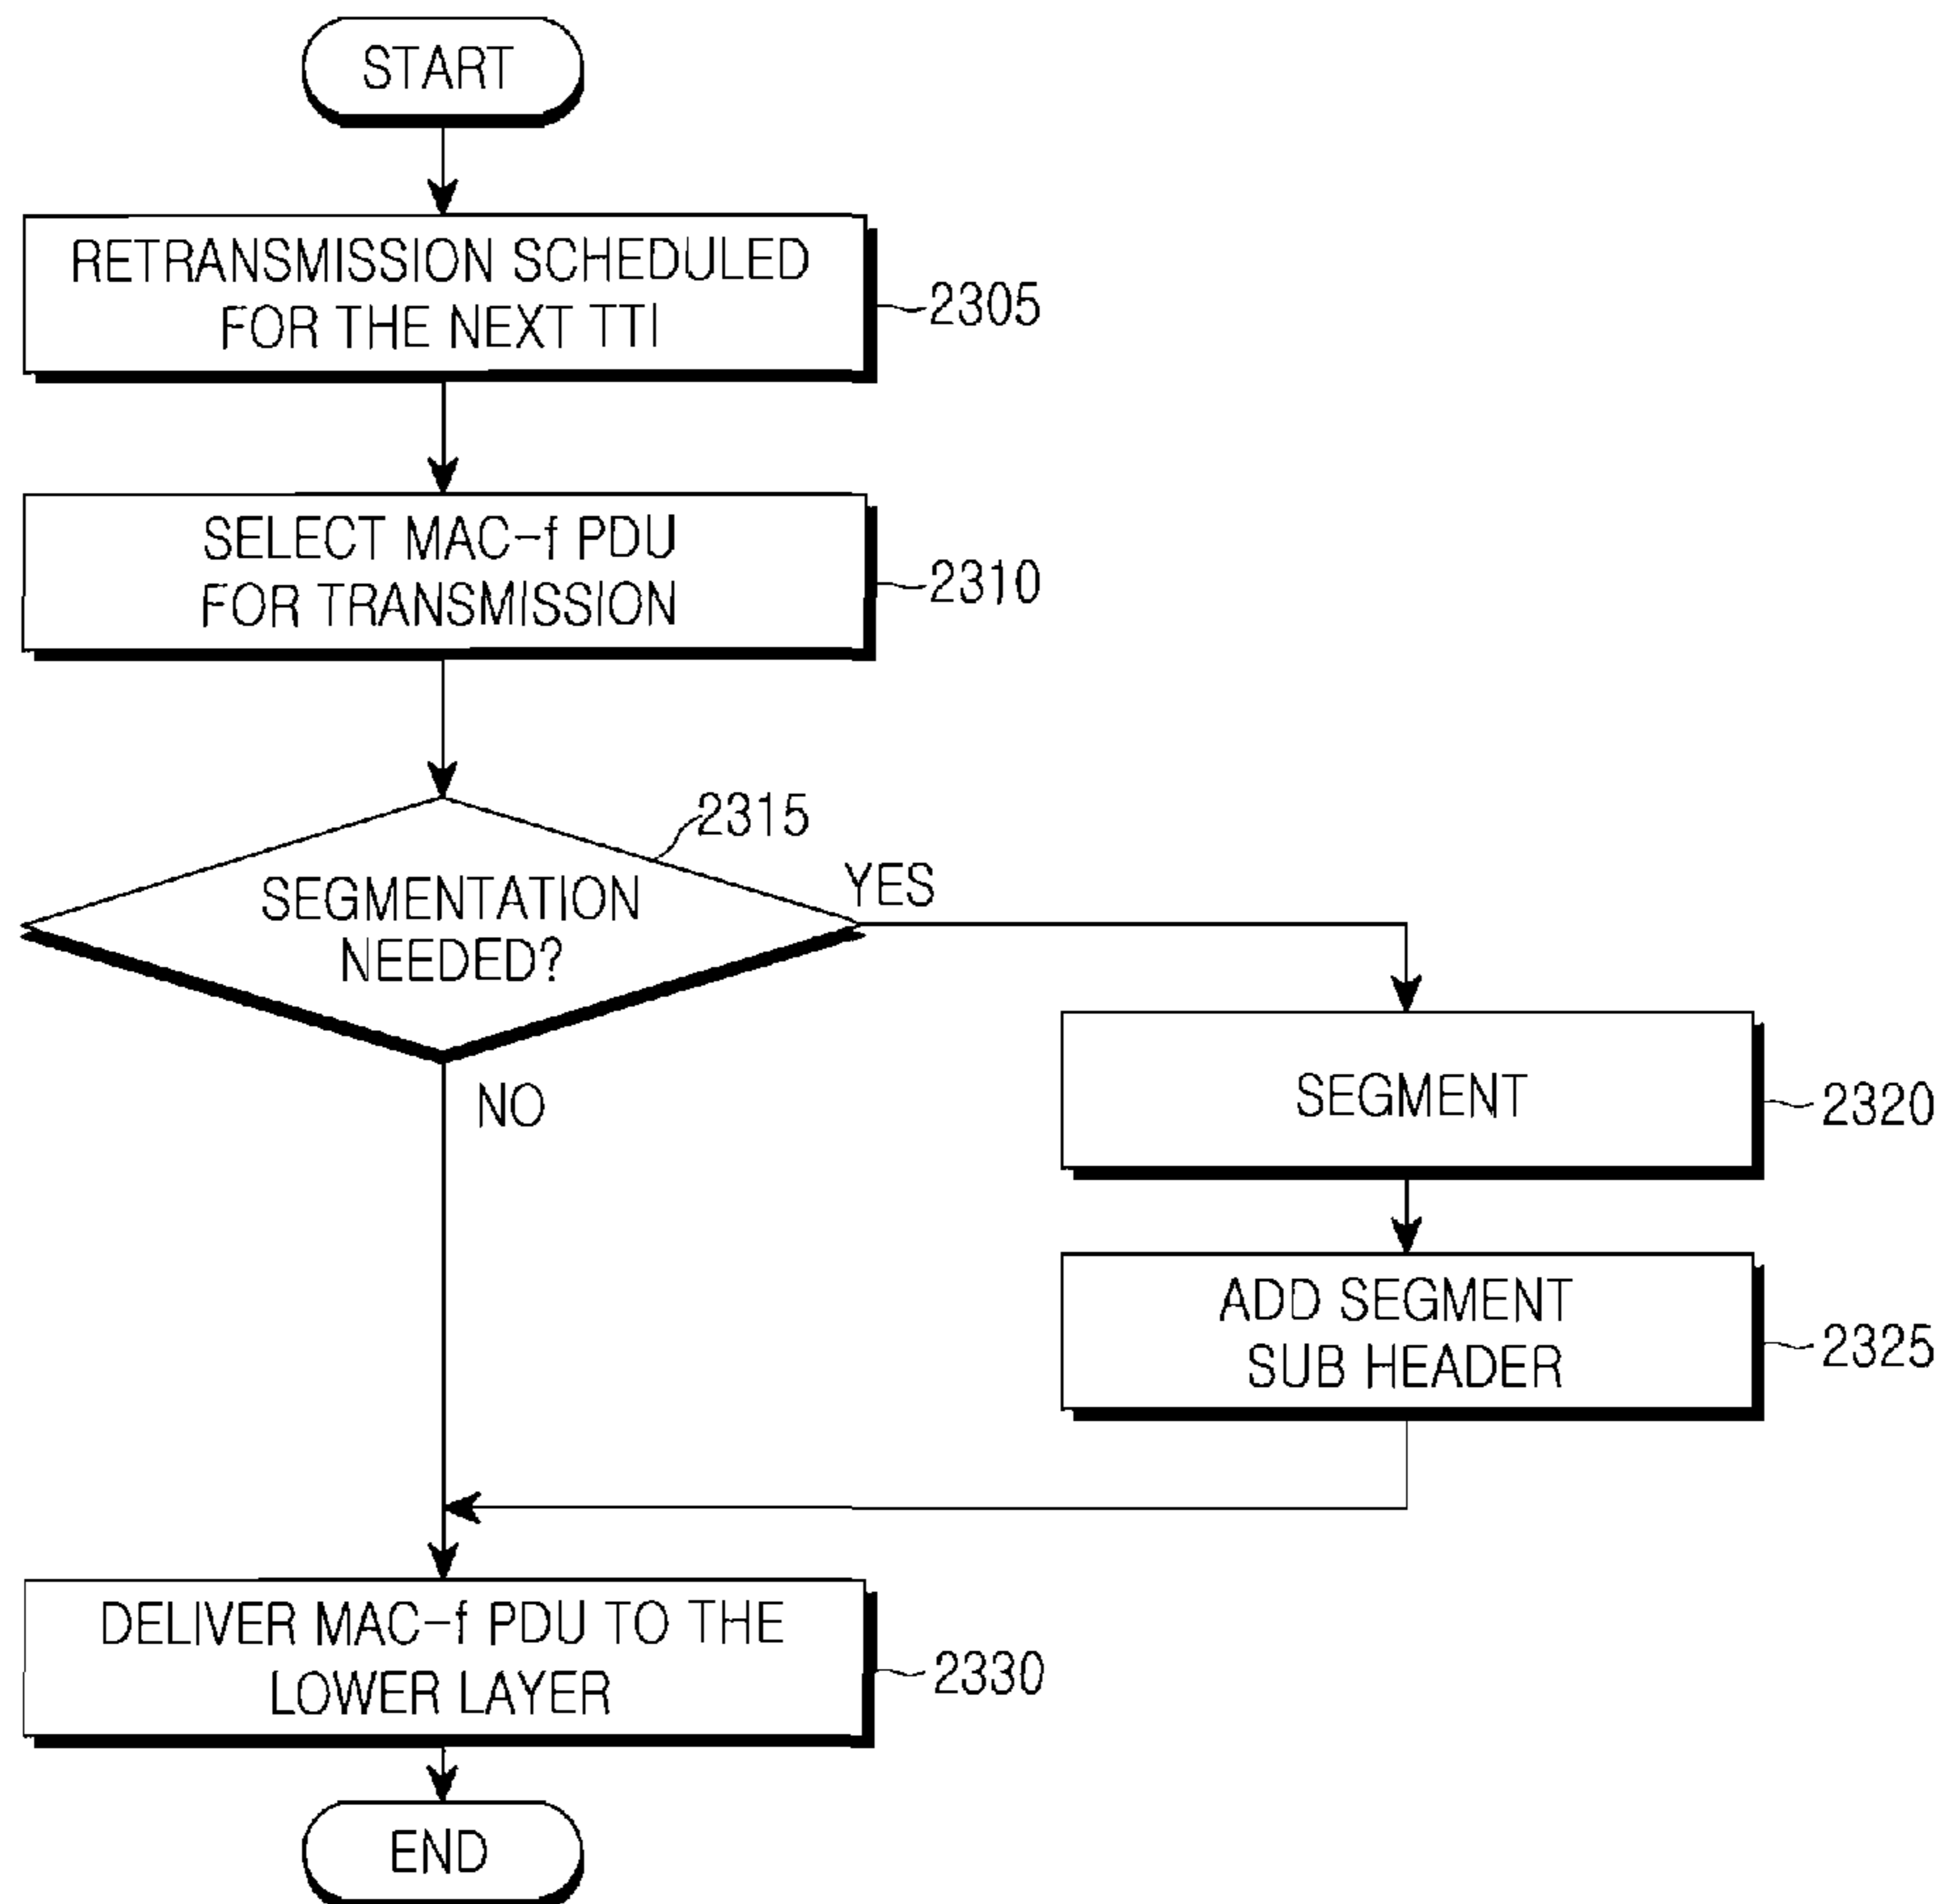 START
RETRANSMISSION SCHEDULED
FOR THE NEXT TTI
2305
SELECT MAC-f PDU
FOR TRANSMISSION
2310
2315
SEGMENTATION
NEEDED?
YES
NO
SEGMENT
2320
ADD SEGMENT
SUB HEADER
2325
DELIVER MAC-f PDU TO THE
LOWER LAYER
2330
END